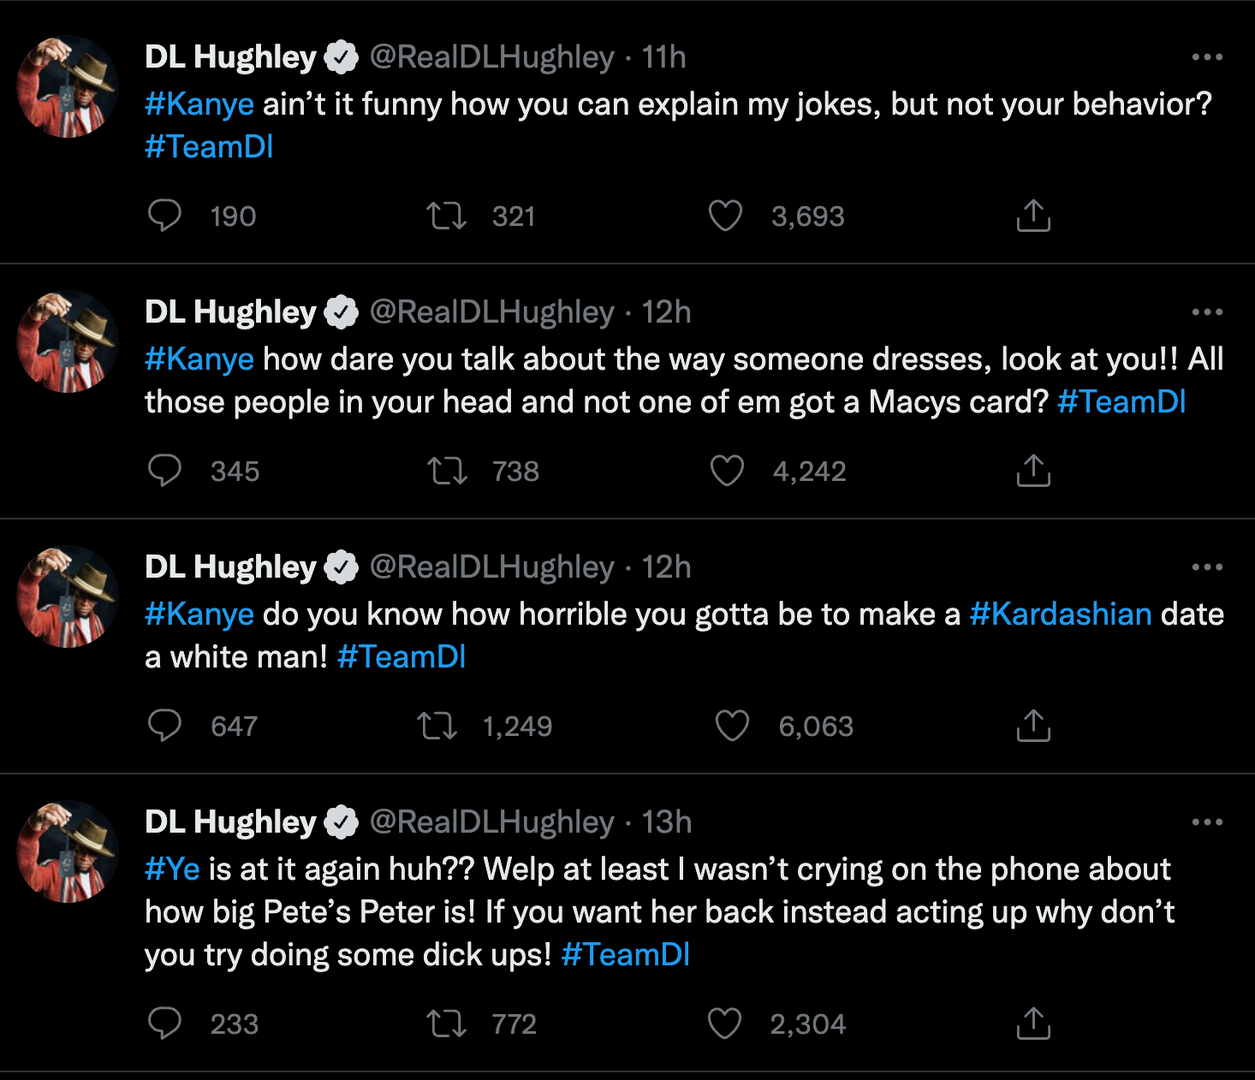 DL Hughley @RealDLHughley · 11h
#Kanye ain’t it funny how you can explain my jokes, but not your behavior?
#TeamDl
190 321 3,693
DL Hughley @RealDLHughley · 12h
#Kanye how dare you talk about the way someone dresses, look at you!! All
those people in your head and not one of em got a Macys card? #TeamDl
345 738 4,242
DL Hughley @RealDLHughley · 12h
#Kanye do you know how horrible you gotta be to make a #Kardashian date
a white man! #TeamDl
647 1,249 6,063
DL Hughley @RealDLHughley · 13h
#Ye is at it again huh?? Welp at least I wasn’t crying on the phone about
how big Pete’s Peter is! If you want her back instead acting up why don’t
you try doing some dick ups! #TeamDl
233 772 2,304